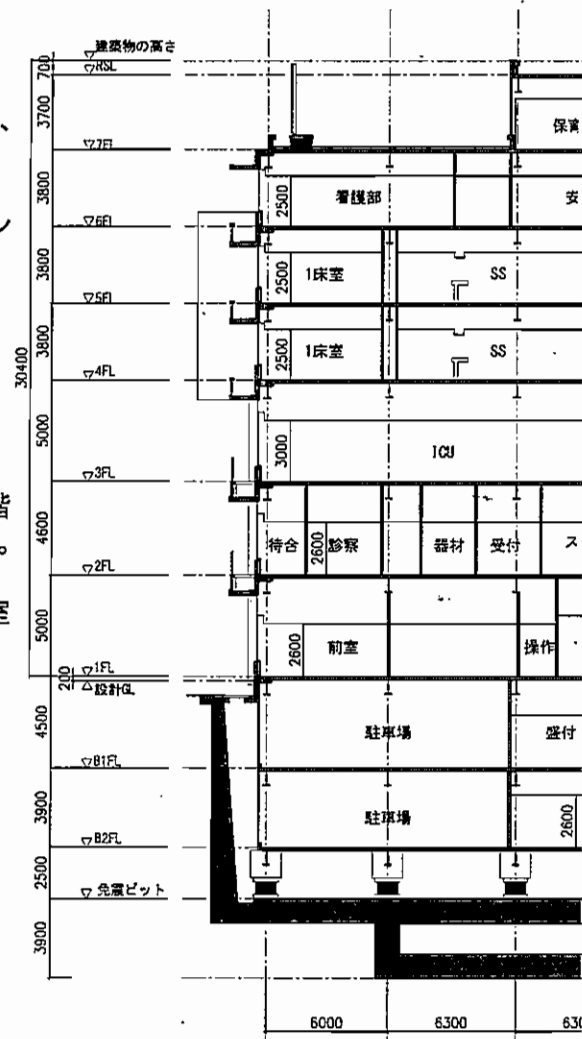 建築物の高さ
700
▽RSL
3700
保育
▽7FL
3800
2500
看護部
安
▽6FL
3800
2500
1床室
SS
▽5FL
3800
2500
1床室
SS
▽4FL
30400
5000
3000
ICU
▽3FL
4600
待合
2600
診察
器材
受付
ス
▽2FL
5000
2600
前室
操作
▽1FL
200
△設計GL
4500
駐車場
盛付
▽B1FL
3900
駐車場
2600
▽B2FL
2500
▽免震ピット
3900
6000
6300
630